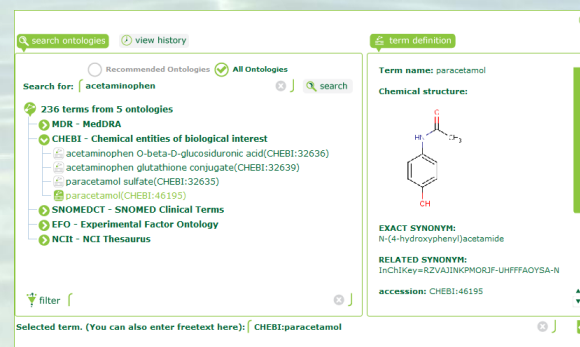 search ontologies
view history
term definition
Recommended Ontologies
All Ontologies
Search for:
acetaminophen
search
236 terms from 5 ontologies
MDR - MedDRA
CHEBI - Chemical entities of biological interest
acetaminophen O-beta-D-glucosiduronic acid(CHEBI:32636)
acetaminophen glutathione conjugate(CHEBI:32639)
paracetamol sulfate(CHEBI:32635)
paracetamol(CHEBI:46195)
SNOMEDCT - SNOMED Clinical Terms
EFO - Experimental Factor Ontology
NCIt - NCI Thesaurus
filter
Term name: paracetamol
Chemical structure:
O
HN
CH3
OH
EXACT SYNONYM:
N-(4-hydroxyphenyl)acetamide
RELATED SYNONYM:
InChIKey=RZVAJINKPMORJF-UHFFFAOYSA-N
accession: CHEBI:46195
Selected term. (You can also enter freetext here): CHEBI:paracetamol